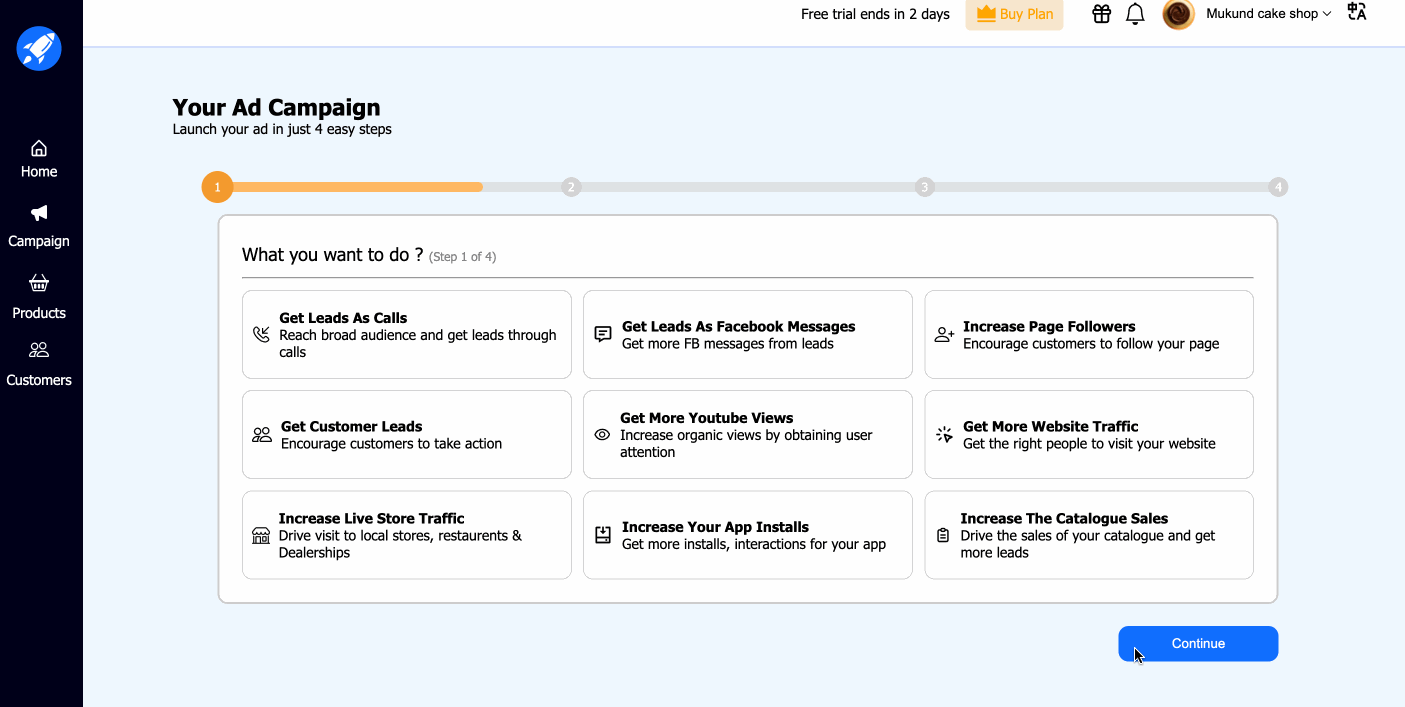 Free trial ends in 2 days
Buy Plan
Mukund cake shop
Home
Campaign
Products
Customers
Your Ad Campaign
Launch your ad in just 4 easy steps
1
2
3
4
What you want to do ? (Step 1 of 4)
Get Leads As Calls
Reach broad audience and get leads through
calls
Get Leads As Facebook Messages
Get more FB messages from leads
Increase Page Followers
Encourage customers to follow your page
Get Customer Leads
Encourage customers to take action
Get More Youtube Views
Increase organic views by obtaining user
attention
Get More Website Traffic
Get the right people to visit your website
Increase Live Store Traffic
Drive visit to local stores, restaurents &
Dealerships
Increase Your App Installs
Get more installs, interactions for your app
Increase The Catalogue Sales
Drive the sales of your catalogue and get
more leads
Continue